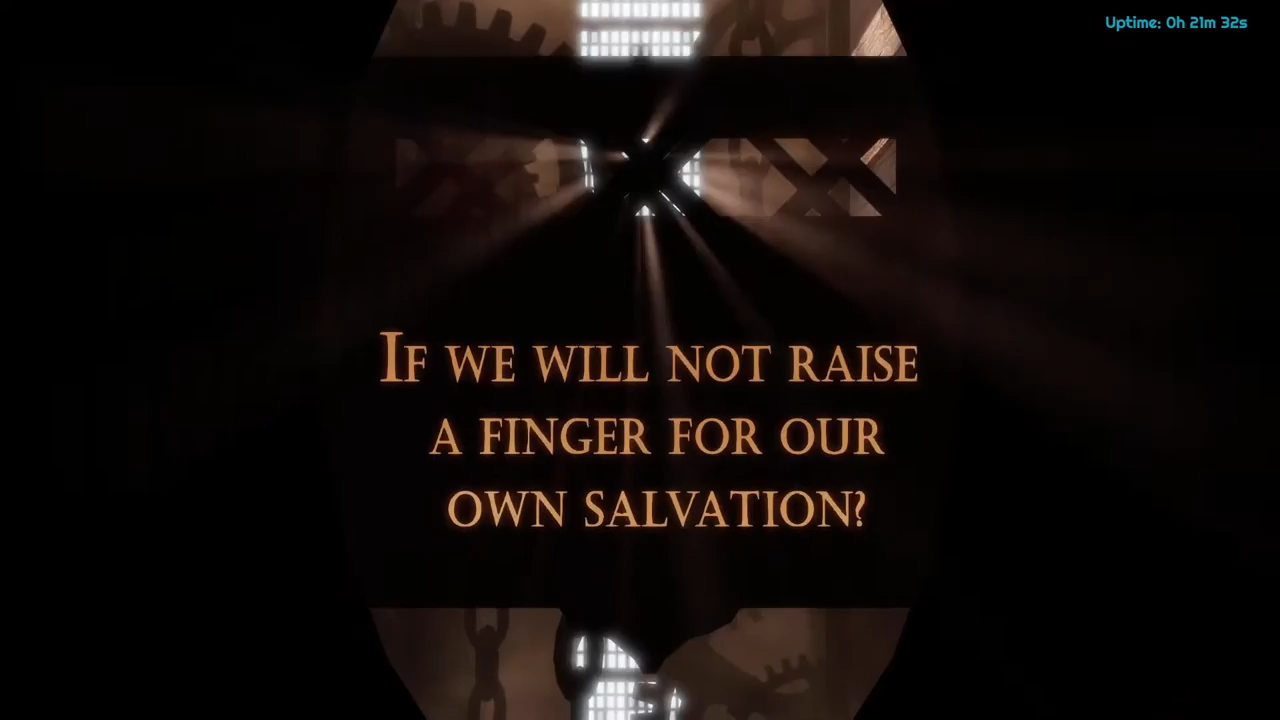 Uptime: 0h 21m 32s
If we will not raise
a finger for our
own salvation?